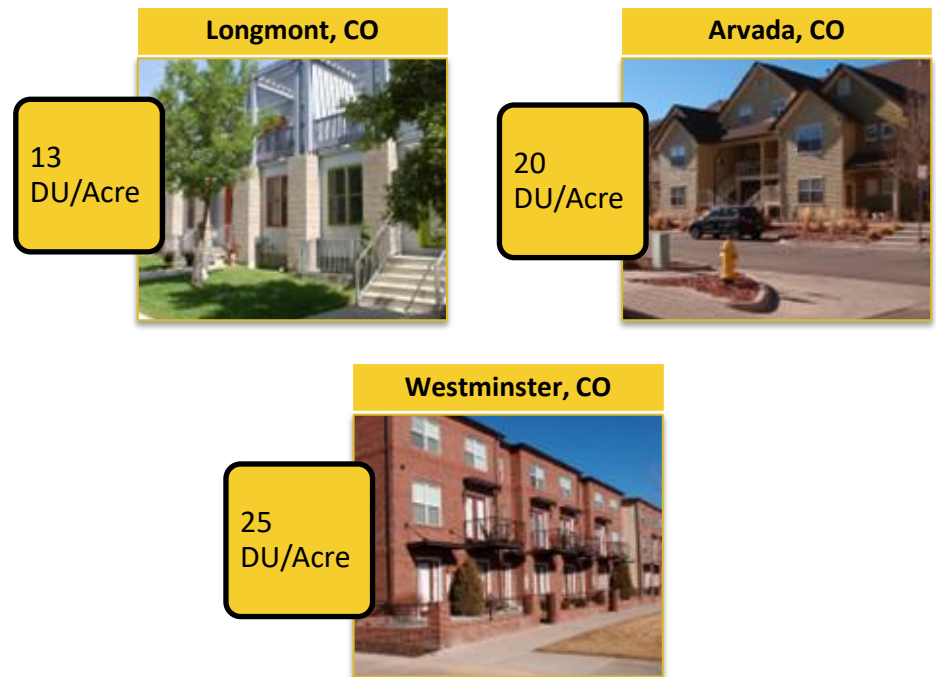 Longmont, CO
13
DU/Acre
Arvada, CO
20
DU/Acre
Westminster, CO
25
DU/Acre